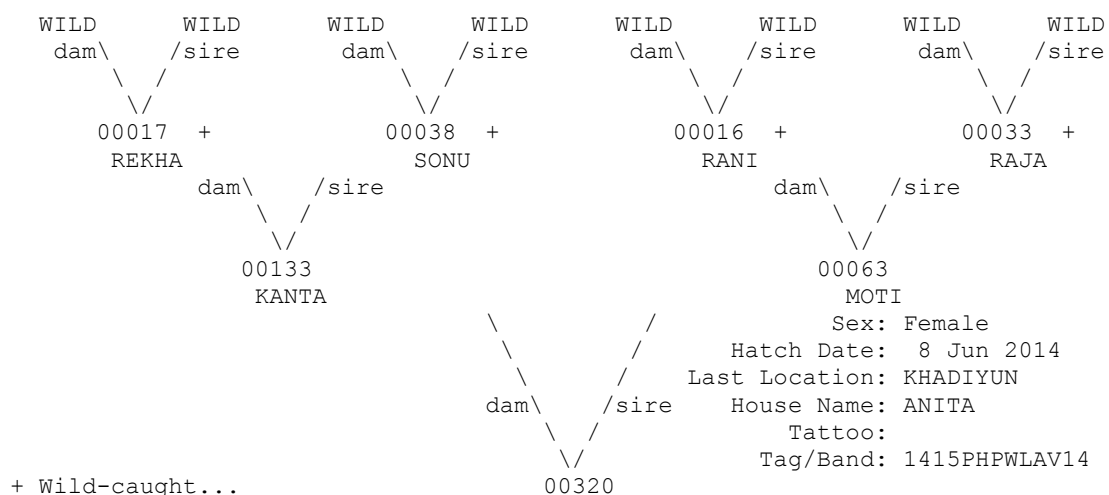 WILD WILD WILD WILD WILD WILD WILD WILD
dam\ /sire dam\ /sire dam\ /sire dam\ /sire
\ / \ / \ / \ /
\/ \/ \/ \/
00017 + 00038 + 00016 + 00033 +
REKHA SONU RANI RAJA
dam\ /sire dam\ /sire
\ / \ /
\/ \/
00133 00063
KANTA MOTI
\ / Sex: Female
\ / Hatch Date: 8 Jun 2014
\ / Last Location: KHADIYUN
dam\ /sire House Name: ANITA
\ / Tattoo:
\/ Tag/Band: 1415PHPWLAV14
+ Wild-caught... 00320